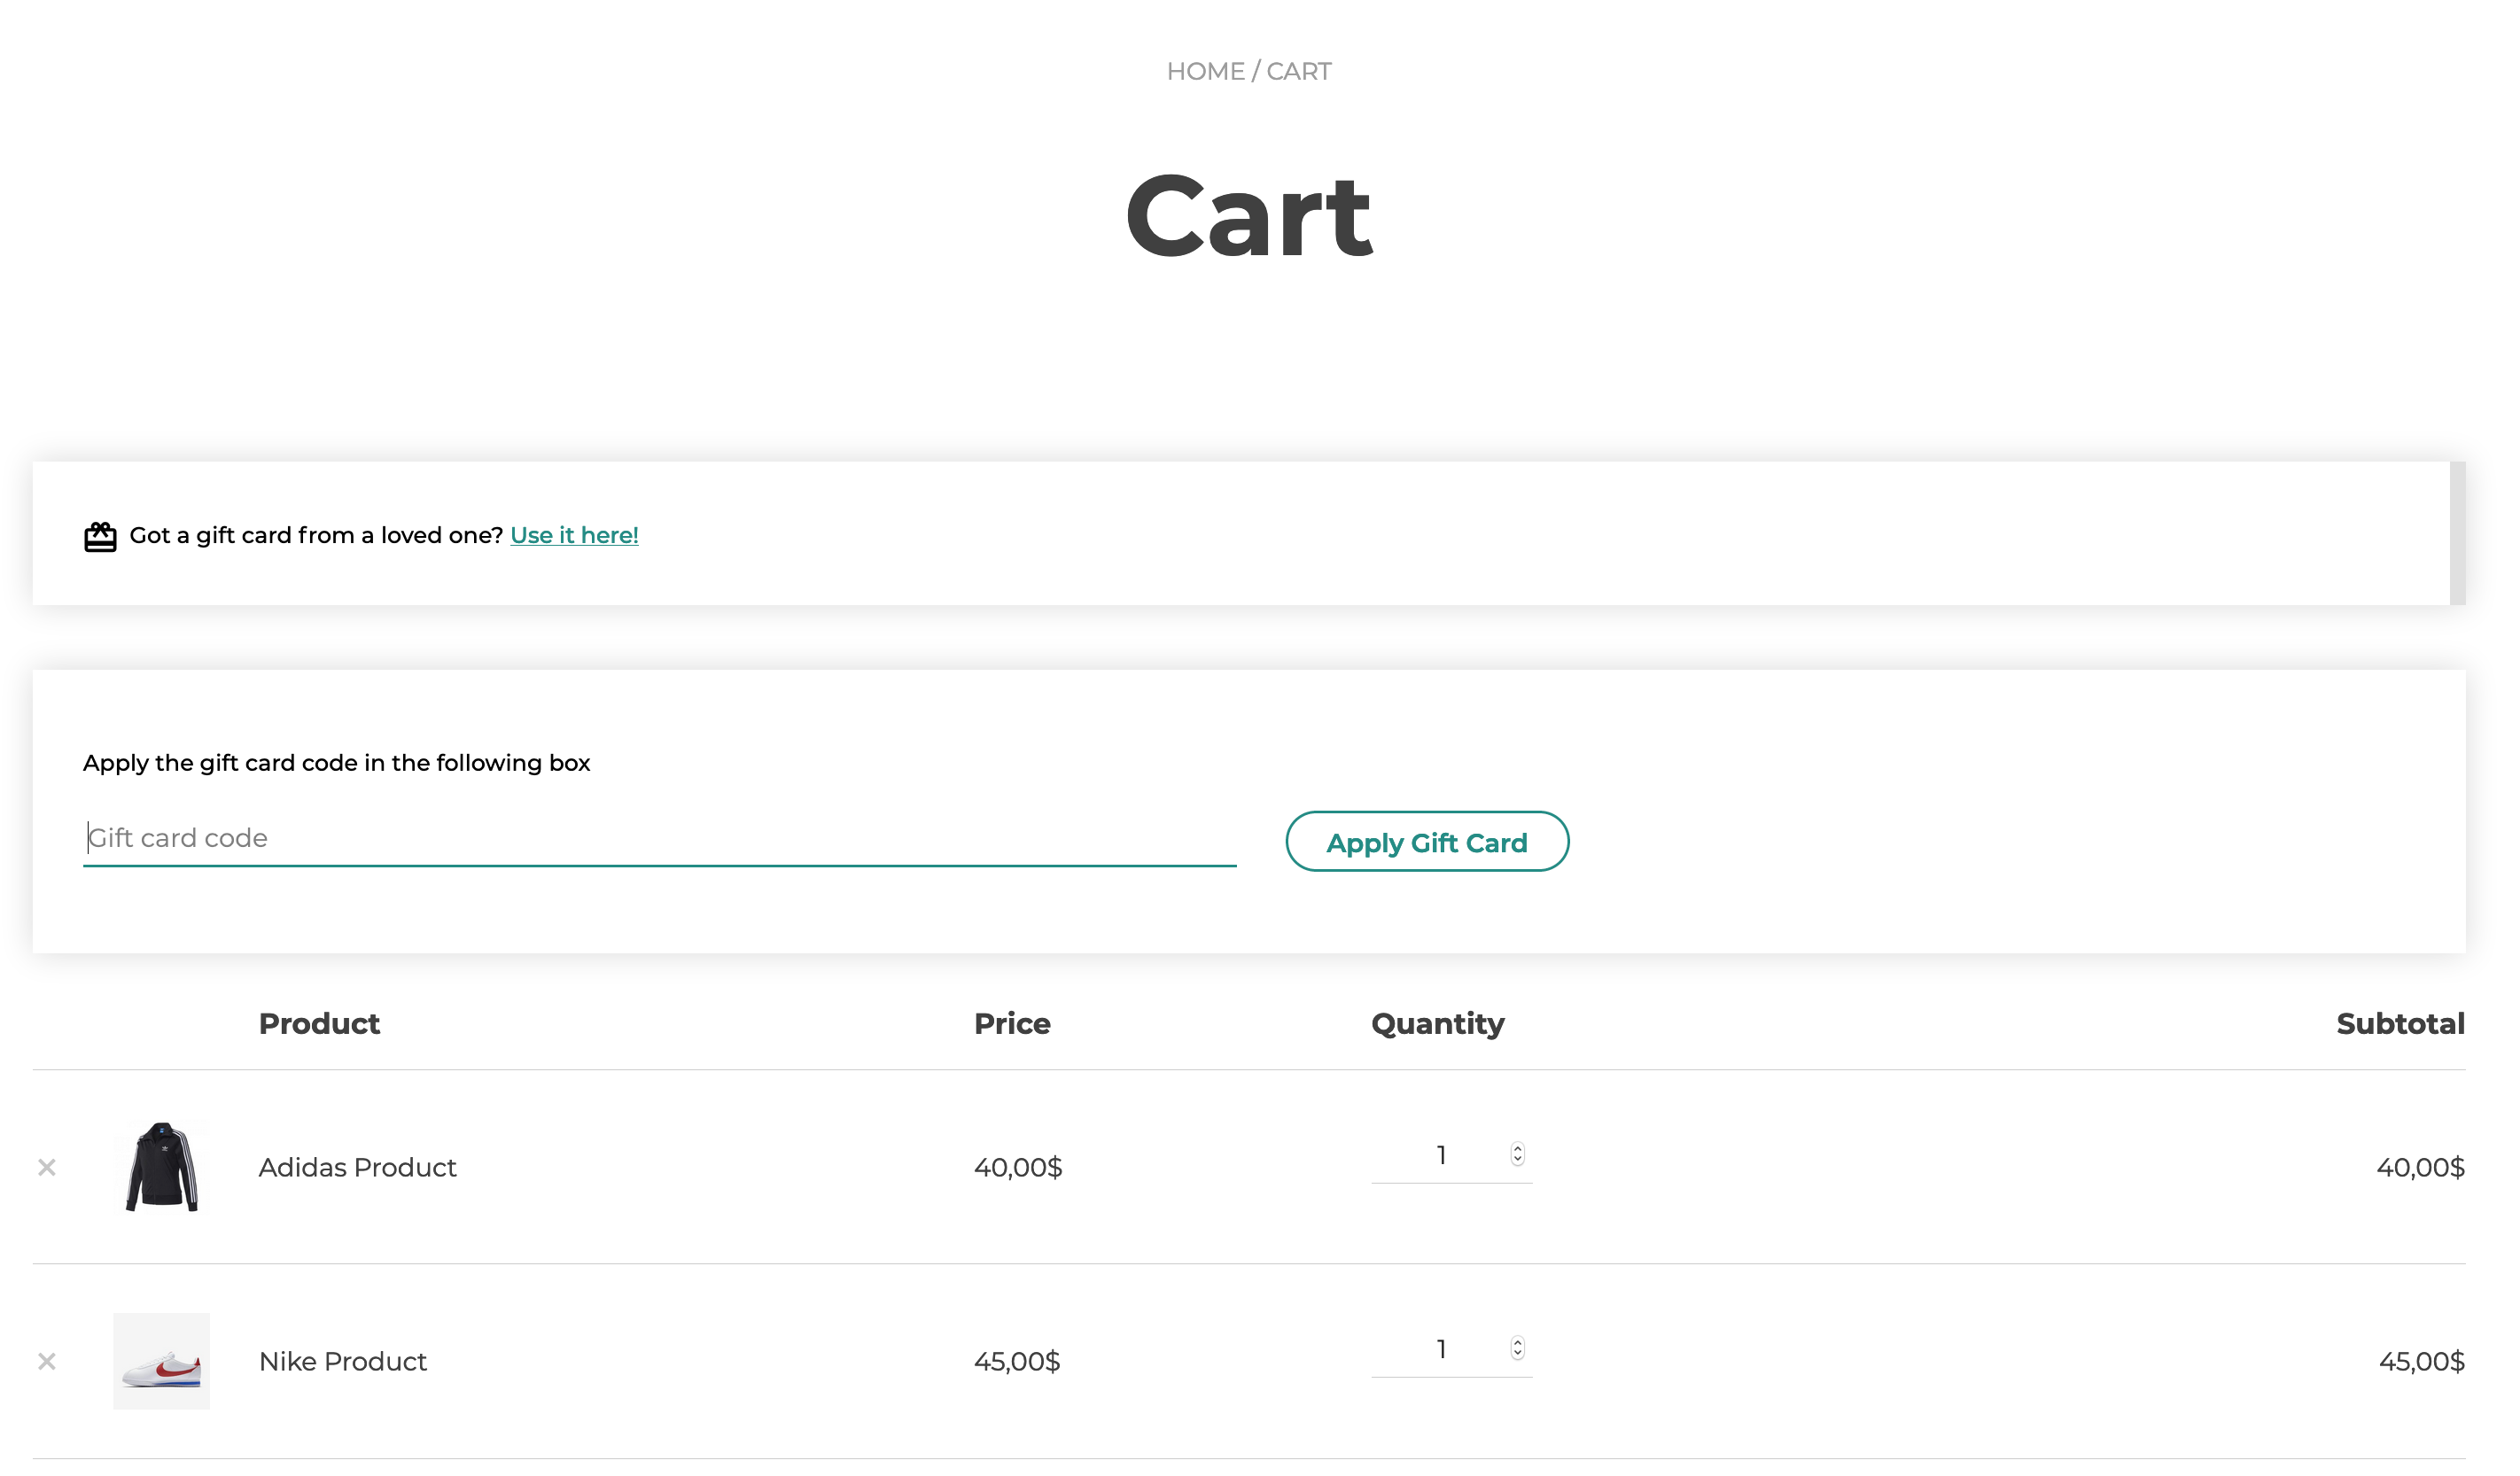 HOME / CART
Cart
Got a gift card from a loved one? Use it here!
Apply the gift card code in the following box
Gift card code
Apply Gift Card
Product Price Quantity Subtotal
Adidas Product 40,00$ 1 40,00$
Nike Product 45,00$ 1 45,00$